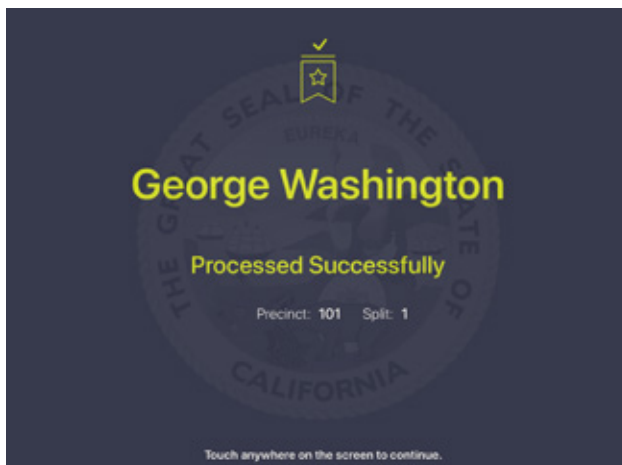 THE GREAT SEAL OF THE STATE OF CALIFORNIA
EUREKA
George Washington
Processed Successfully
Precinct: 101 Split: 1
Touch anywhere on the screen to continue.